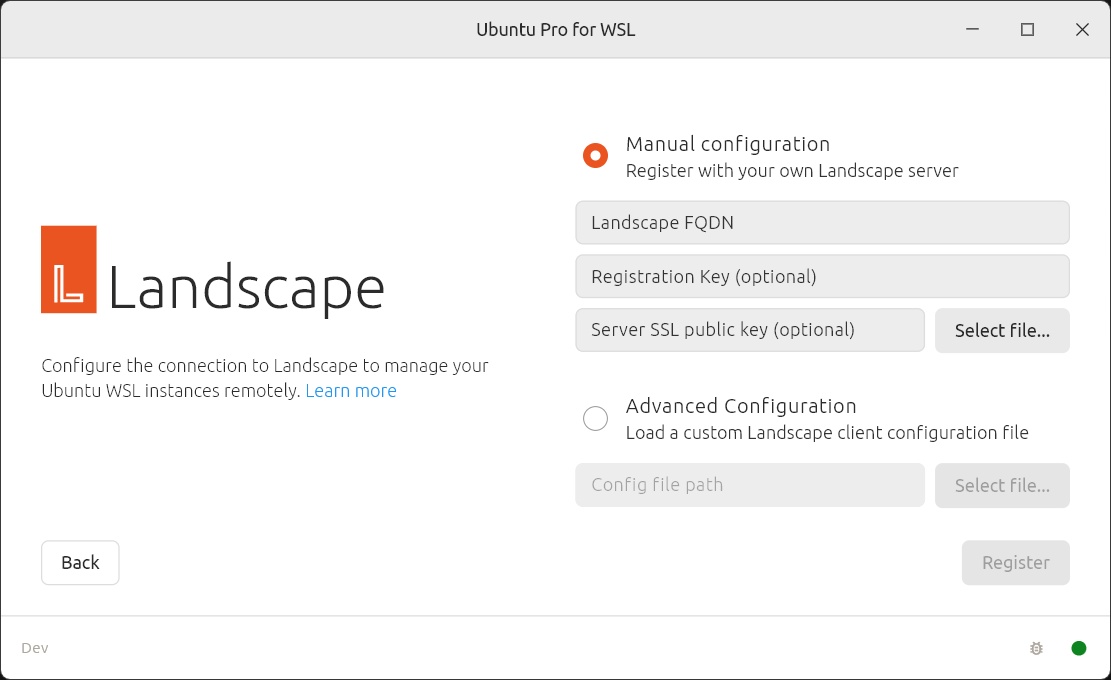 Ubuntu Pro for WSL
Landscape
Configure the connection to Landscape to manage your
Ubuntu WSL instances remotely. Learn more
Manual configuration
Register with your own Landscape server
Landscape FQDN
Registration Key (optional)
Server SSL public key (optional)
Select file...
Advanced Configuration
Load a custom Landscape client configuration file
Config file path
Select file...
Back
Register
Dev